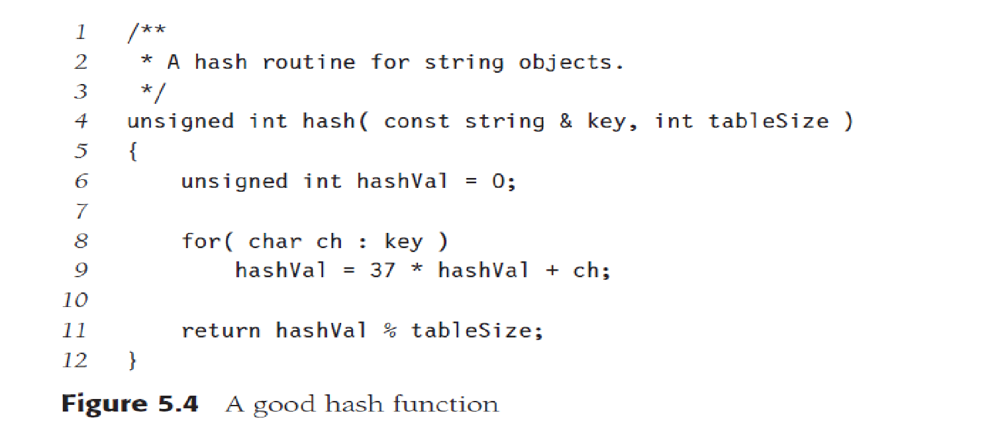 1 /**
2  * A hash routine for string objects.
3  */
4 unsigned int hash( const string & key, int tableSize )
5 {
6     unsigned int hashVal = 0;
7
8     for( char ch : key )
9         hashVal = 37 * hashVal + ch;
10
11     return hashVal % tableSize;
12 }
Figure 5.4 A good hash function